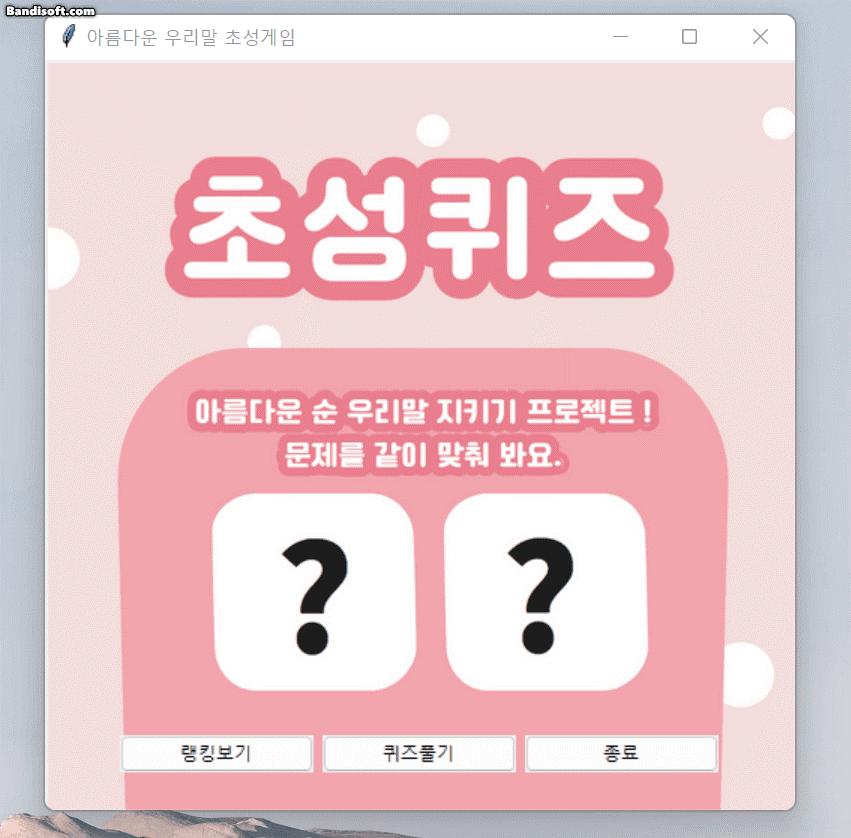 Bandisoft.com
아름다운 우리말 초성게임
초성퀴즈
아름다운 순 우리말 지키기 프로젝트 !
문제를 같이 맞춰 봐요.
? ?
랭킹보기 퀴즈풀기 종료